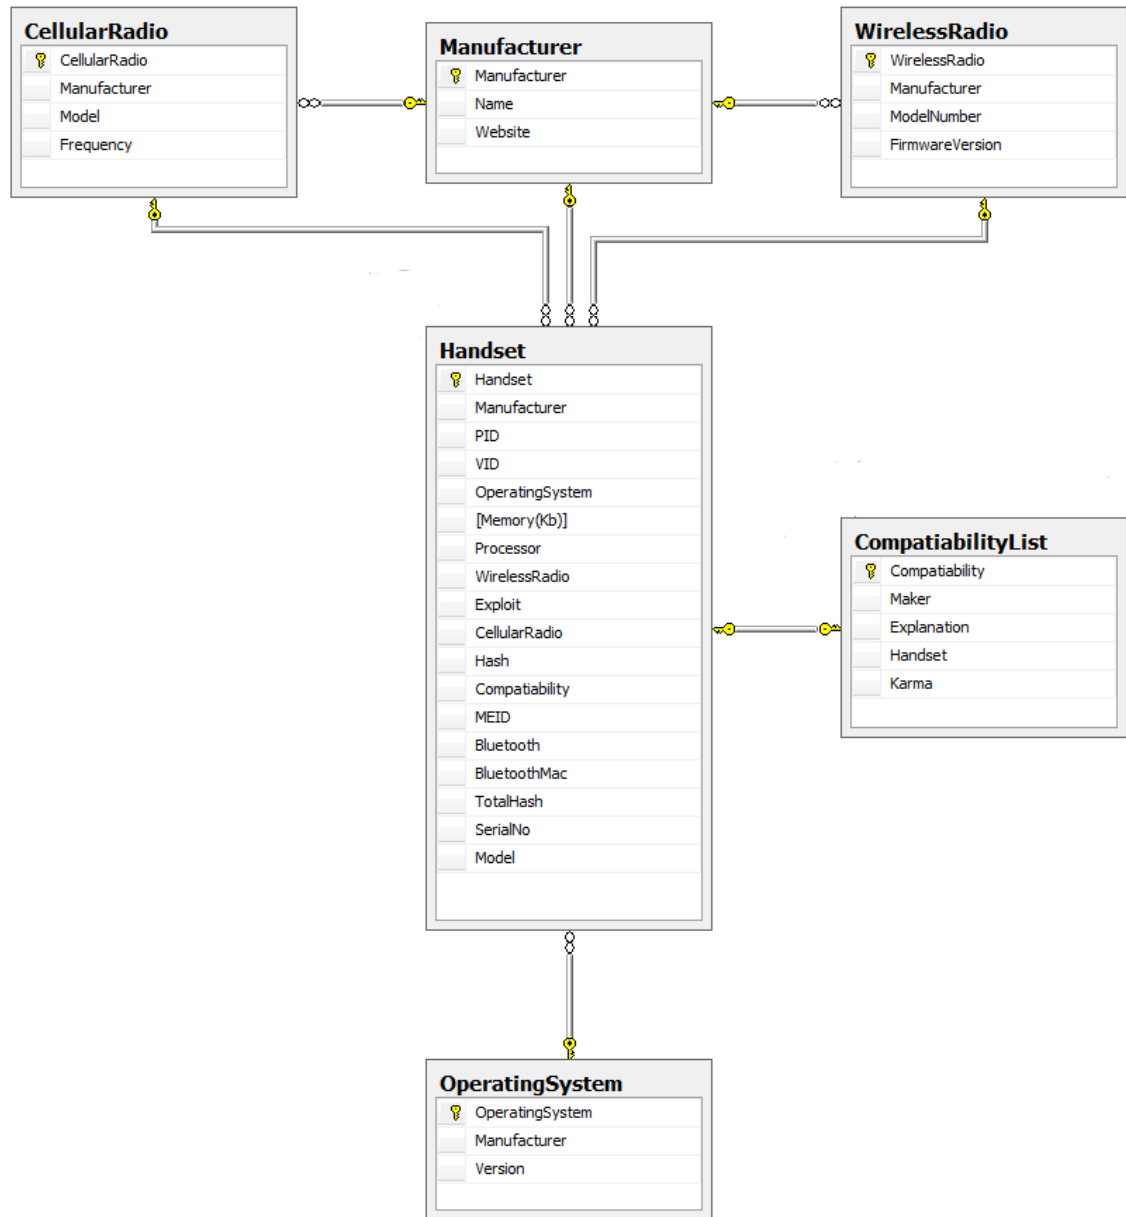 CellularRadio
CellularRadio
Manufacturer
Model
Frequency
Manufacturer
Manufacturer
Name
Website
WirelessRadio
WirelessRadio
Manufacturer
ModelNumber
FirmwareVersion
Handset
Handset
Manufacturer
PID
VID
OperatingSystem
[Memory(Kb)]
Processor
WirelessRadio
Exploit
CellularRadio
Hash
Compatiability
MEID
Bluetooth
BluetoothMac
TotalHash
SerialNo
Model
CompatiabilityList
Compatiability
Maker
Explanation
Handset
Karma
OperatingSystem
OperatingSystem
Manufacturer
Version